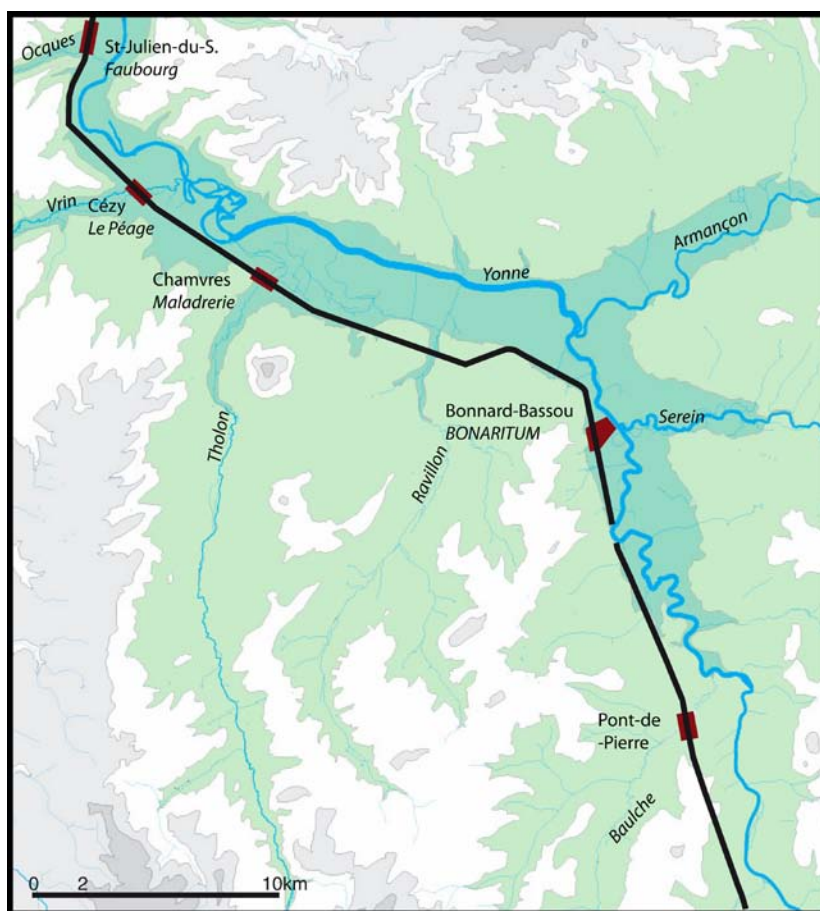 Ocques
St-Julien-du-S.
Faubourg
Vrin
Cézy
Le Péage
Armançon
Yonne
Chamvres
Maladrerie
Tholon
Bonnard-Bassou
BONARITUM
Serein
Ravillon
Pont-de
-Pierre
Baulche
0 2 10km